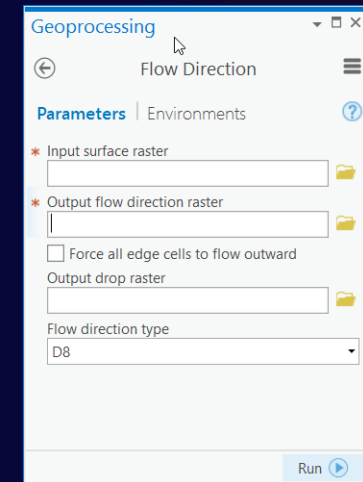 Geoprocessing
Flow Direction
Parameters | Environments
* Input surface raster
* Output flow direction raster
Force all edge cells to flow outward
Output drop raster
Flow direction type
D8
Run